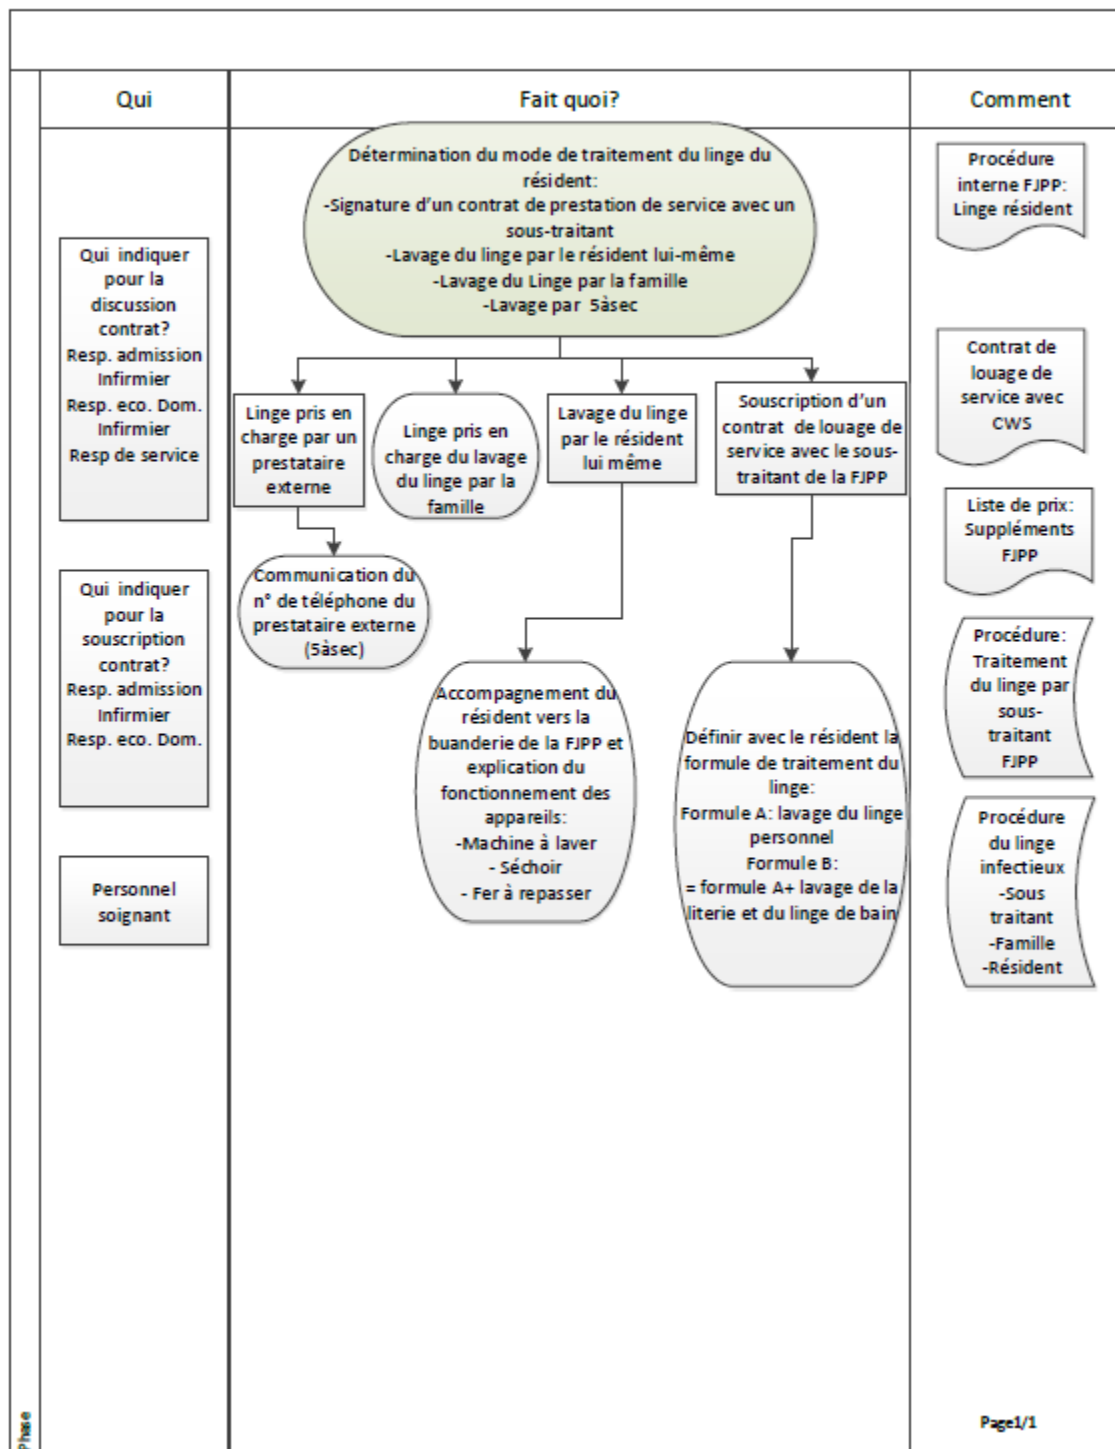 Qui
Fait quoi?
Comment
Détermination du mode de traitement du linge du
résident:
-Signature d'un contrat de prestation de service avec un
sous-traitant
-Lavage du linge par le résident lui-même
-Lavage du Linge par la famille
-Lavage par 5àsec
Procédure
interne FJPP:
Linge résident
Qui indiquer
pour la
discussion
contrat?
Resp. admission
Infirmier
Resp. eco. Dom.
Infirmier
Resp de service
Contrat de
louage de
service avec
CWS
Linge pris en
charge par un
prestataire
externe
Linge pris en
charge du lavage
du linge par la
famille
Lavage du linge
par le résident
lui même
Souscription d'un
contrat de louage de
service avec le sous-
traitant de la FJPP
Liste de prix:
Suppléments
FJPP
Communication du
n° de téléphone du
prestataire externe
(5àsec)
Qui indiquer
pour la
souscription
contrat?
Resp. admission
Infirmier
Resp. eco. Dom.
Procédure:
Traitement
du linge par
sous-
traitant
FJPP
Accompagnement du
résident vers la
buanderie de la FJPP et
explication du
fonctionnement des
appareils:
-Machine à laver
- Séchoir
- Fer à repasser
Définir avec le résident la
formule de traitement du
linge:
Formule A: lavage du linge
personnel
Formule B:
= formule A+ lavage de la
literie et du linge de bain
Procédure
du linge
infectieux
-Sous
traitant
-Famille
-Résident
Personnel
soignant
Phase
Page1/1